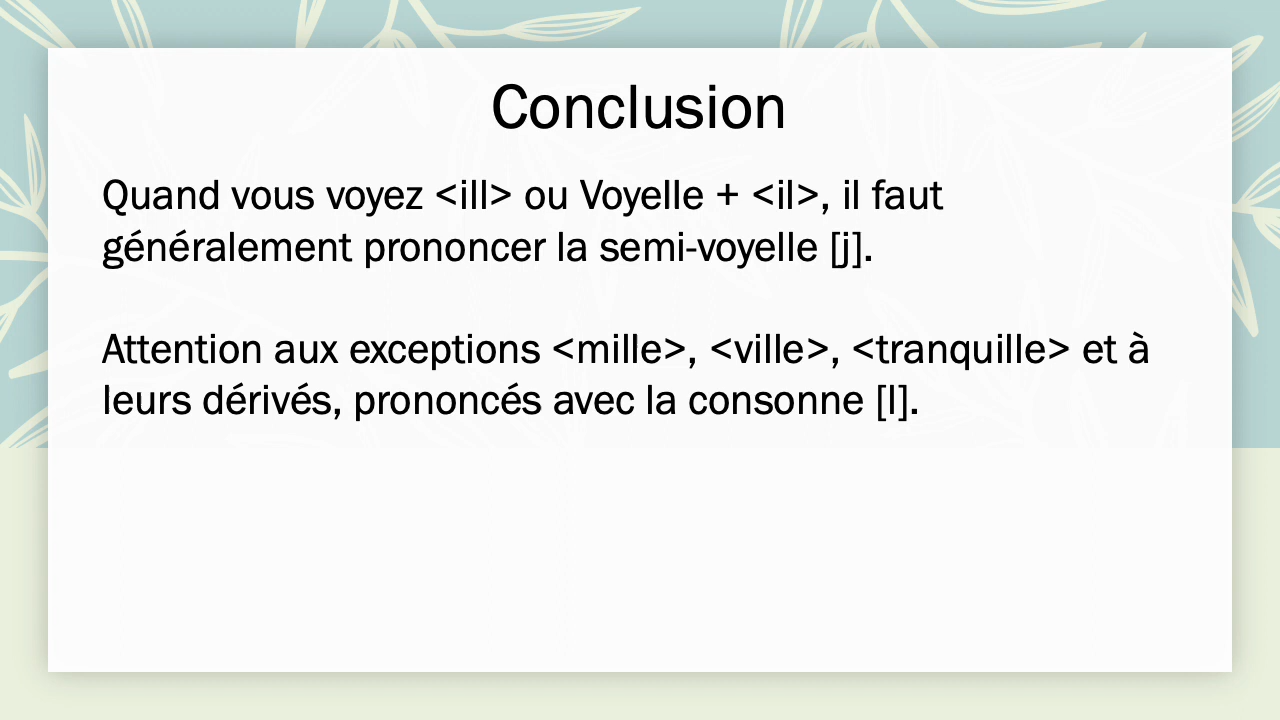 Conclusion
Quand vous voyez <ill> ou Voyelle + <il>, il faut
généralement prononcer la semi-voyelle [j].
Attention aux exceptions <mille>, <ville>, <tranquille> et à
leurs dérivés, prononcés avec la consonne [l].